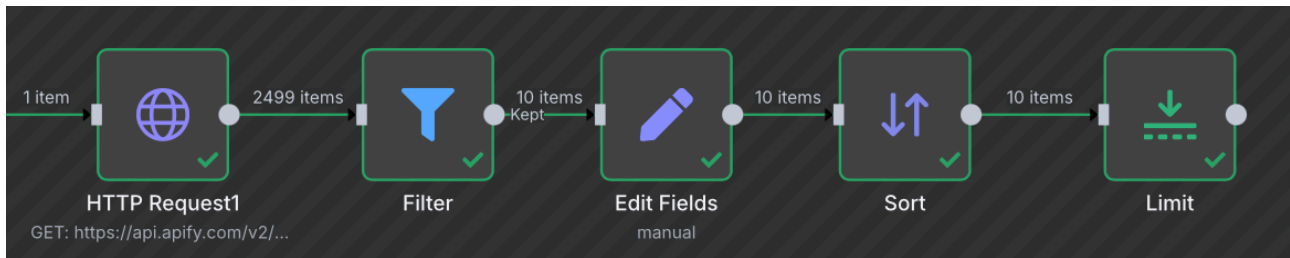 1 item
2499 items
10 items
Kept
10 items
10 items
HTTP Request1
GET: https://api.apify.com/v2/...
Filter
Edit Fields
manual
Sort
Limit